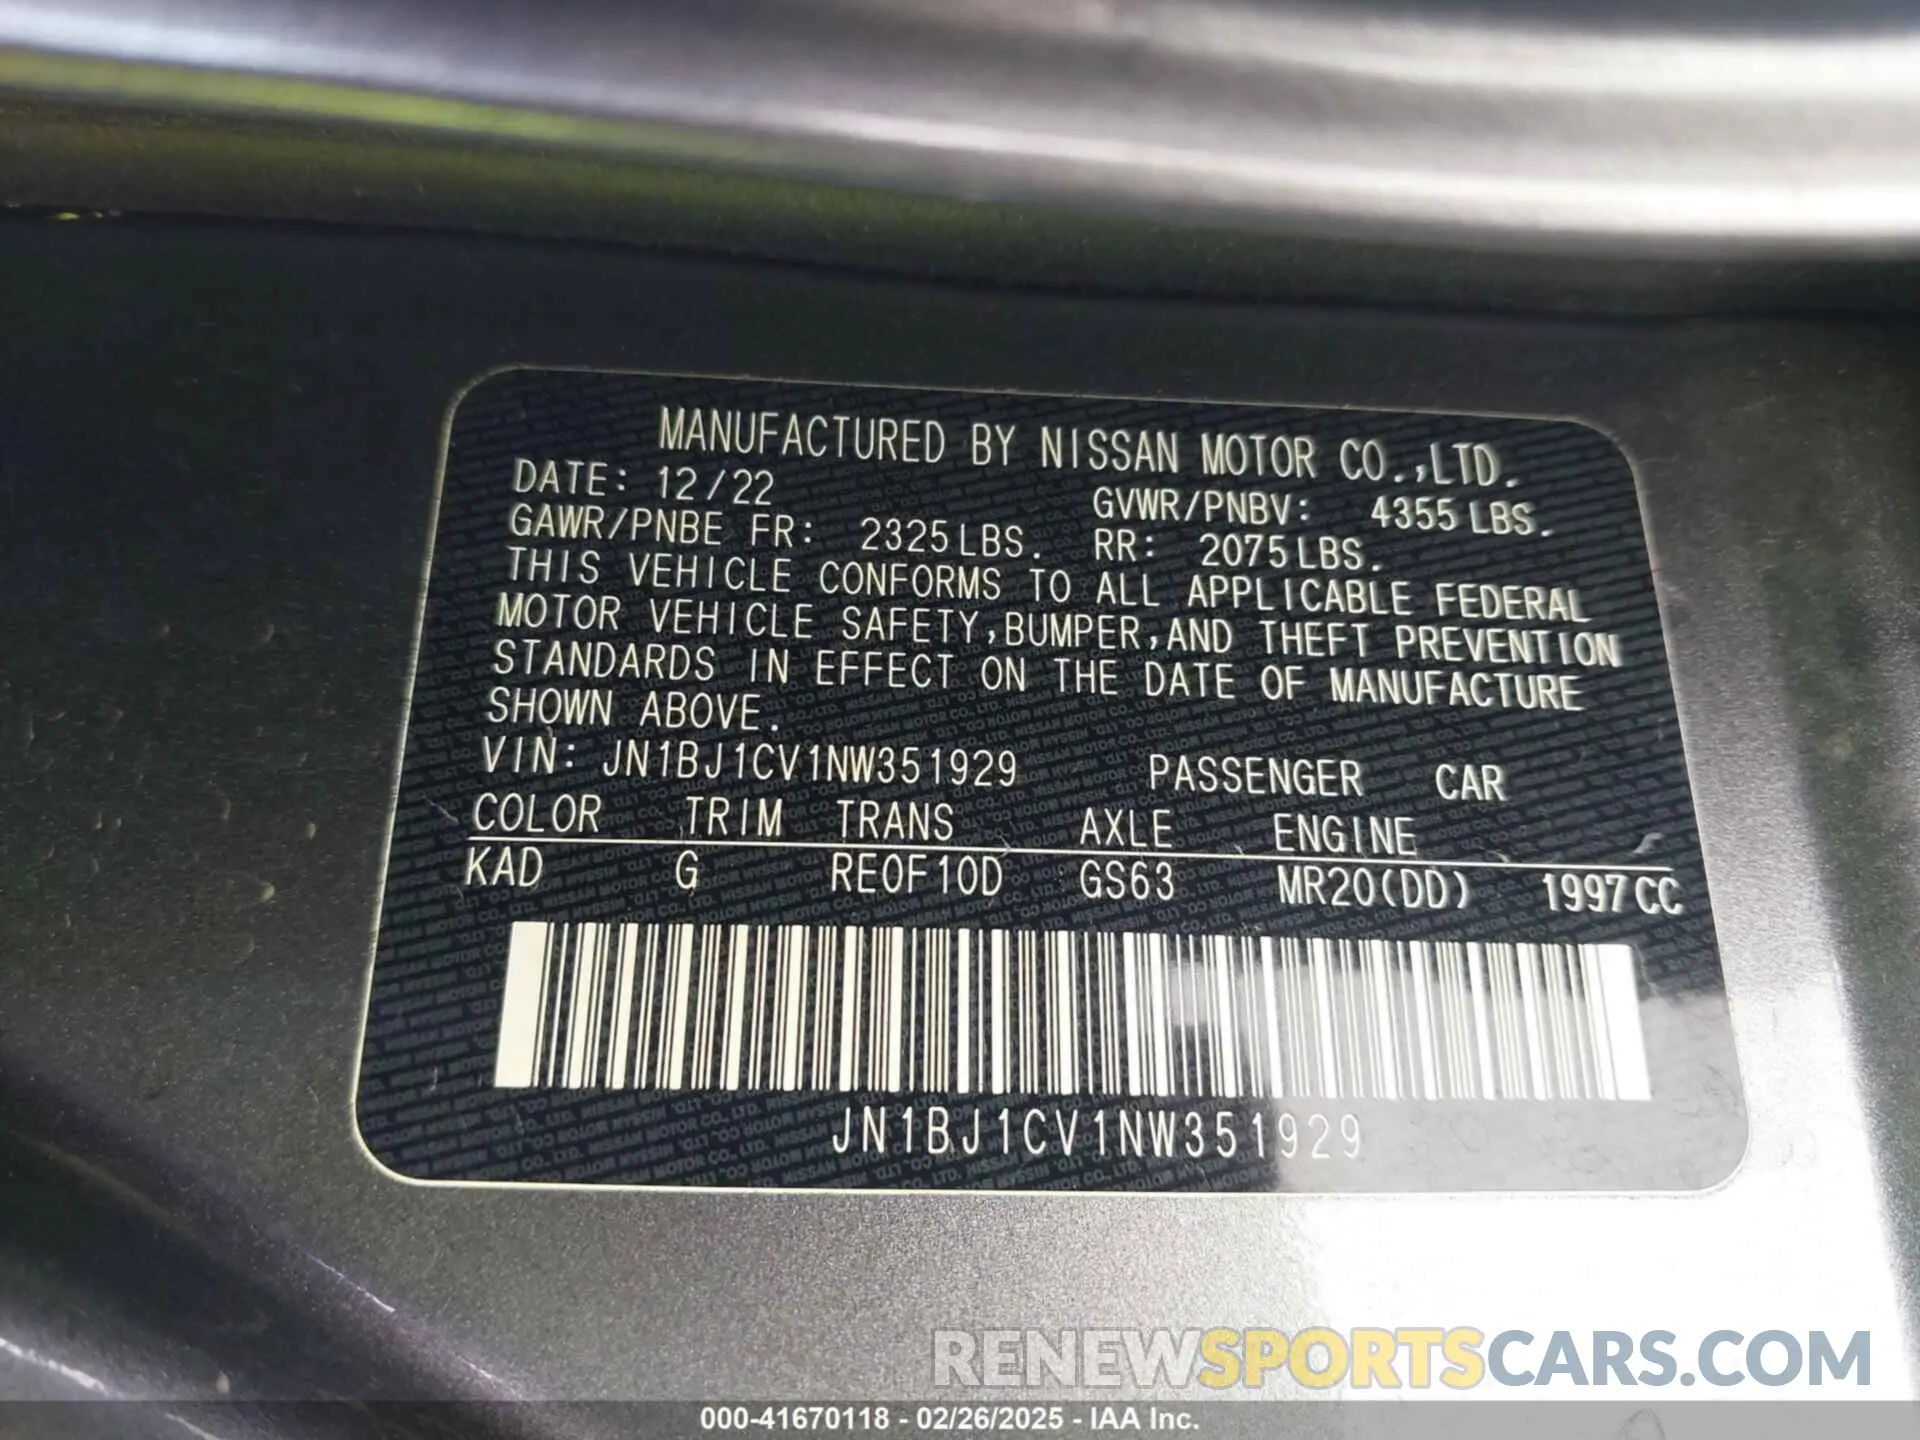 MANUFACTURED BY NISSAN MOTOR CO.,LTD.
DATE: 12/22 GVWR/PNBV: 4355 LBS.
GAWR/PNBE FR: 2325 LBS. RR: 2075 LBS.
THIS VEHICLE CONFORMS TO ALL APPLICABLE FEDERAL
MOTOR VEHICLE SAFETY,BUMPER,AND THEFT PREVENTION
STANDARDS IN EFFECT ON THE DATE OF MANUFACTURE
SHOWN ABOVE.
VIN: JN1BJ1CV1NW351929 PASSENGER CAR
COLOR TRIM TRANS AXLE ENGINE
KAD G RE0F10D GS63 MR20(DD) 1997CC
JN1BJ1CV1NW351929
RENEWSPORTSCARS.COM
000-41670118 - 02/26/2025 - IAA Inc.